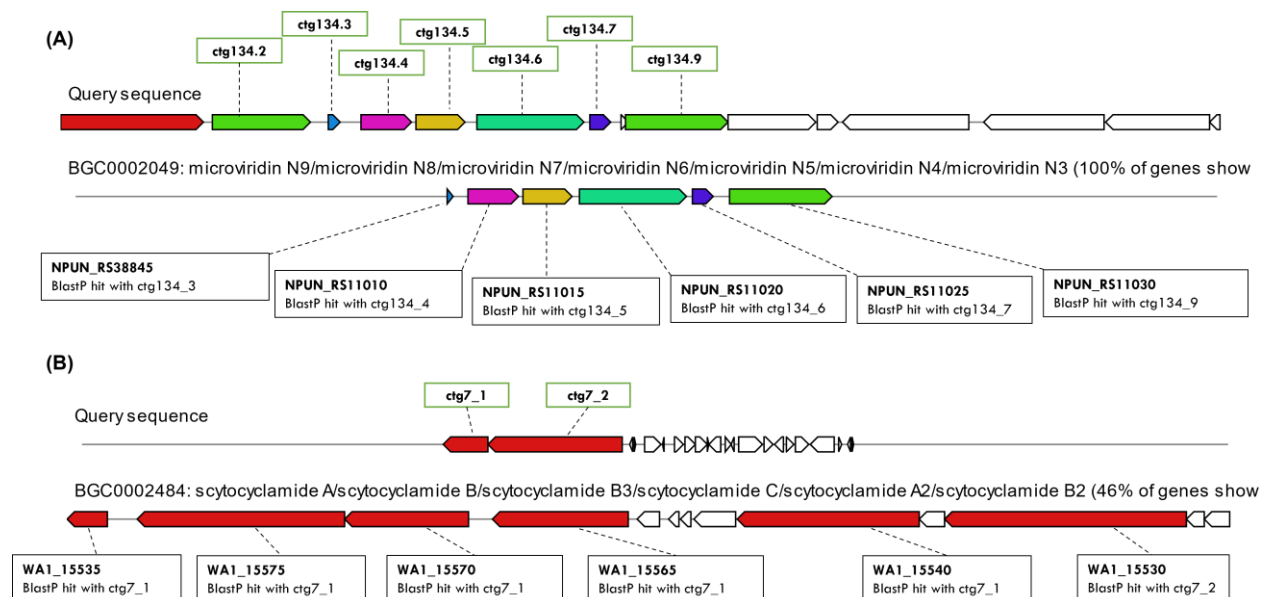 (A)
ctg134.2
ctg134.3
ctg134.4
ctg134.5
ctg134.6
ctg134.7
ctg134.9
Query sequence
BGC0002049: microviridin N9/microviridin N8/microviridin N7/microviridin N6/microviridin N5/microviridin N4/microviridin N3 (100% of genes show
NPUN_RS38845
BlastP hit with ctg134_3
NPUN_RS11010
BlastP hit with ctg134_4
NPUN_RS11015
BlastP hit with ctg134_5
NPUN_RS11020
BlastP hit with ctg134_6
NPUN_RS11025
BlastP hit with ctg134_7
NPUN_RS11030
BlastP hit with ctg134_9
(B)
ctg7_1
ctg7_2
Query sequence
BGC0002484: scytocyclamide A/scytocyclamide B/scytocyclamide B3/scytocyclamide C/scytocyclamide A2/scytocyclamide B2 (46% of genes show
WA1_15535
BlastP hit with ctg7_1
WA1_15575
BlastP hit with ctg7_1
WA1_15570
BlastP hit with ctg7_1
WA1_15565
BlastP hit with ctg7_1
WA1_15540
BlastP hit with ctg7_1
WA1_15530
BlastP hit with ctg7_2